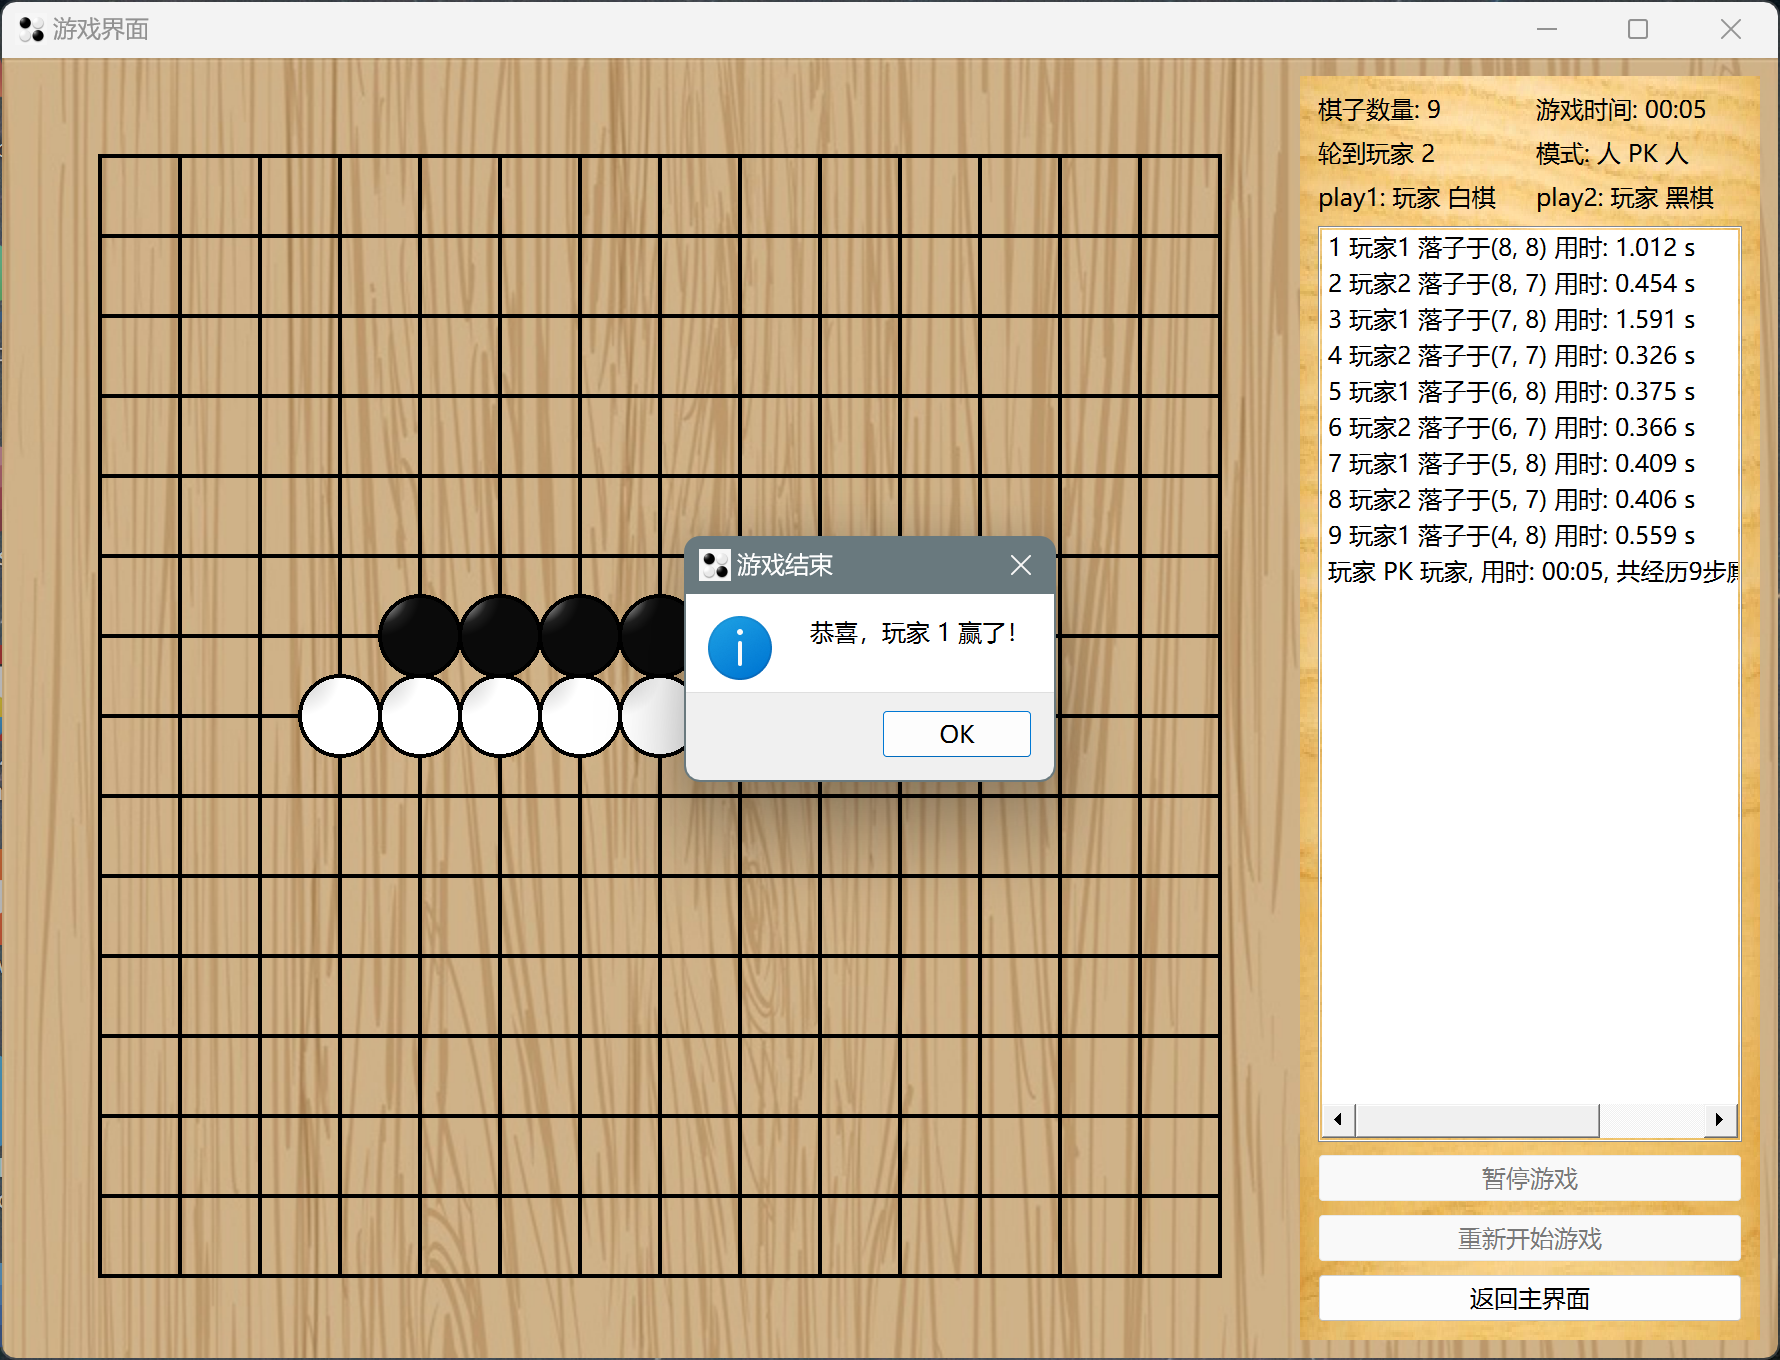 游戏界面
棋子数量: 9
游戏时间: 00:05
轮到玩家 2
模式: 人 PK 人
play1: 玩家 白棋
play2: 玩家 黑棋
1 玩家1 落子于(8, 8) 用时: 1.012 s
2 玩家2 落子于(8, 7) 用时: 0.454 s
3 玩家1 落子于(7, 8) 用时: 1.591 s
4 玩家2 落子于(7, 7) 用时: 0.326 s
5 玩家1 落子于(6, 8) 用时: 0.375 s
6 玩家2 落子于(6, 7) 用时: 0.366 s
7 玩家1 落子于(5, 8) 用时: 0.409 s
8 玩家2 落子于(5, 7) 用时: 0.406 s
9 玩家1 落子于(4, 8) 用时: 0.559 s
玩家 PK 玩家, 用时: 00:05, 共经历9步
游戏结束
恭喜，玩家 1 赢了！
OK
暂停游戏
重新开始游戏
返回主界面